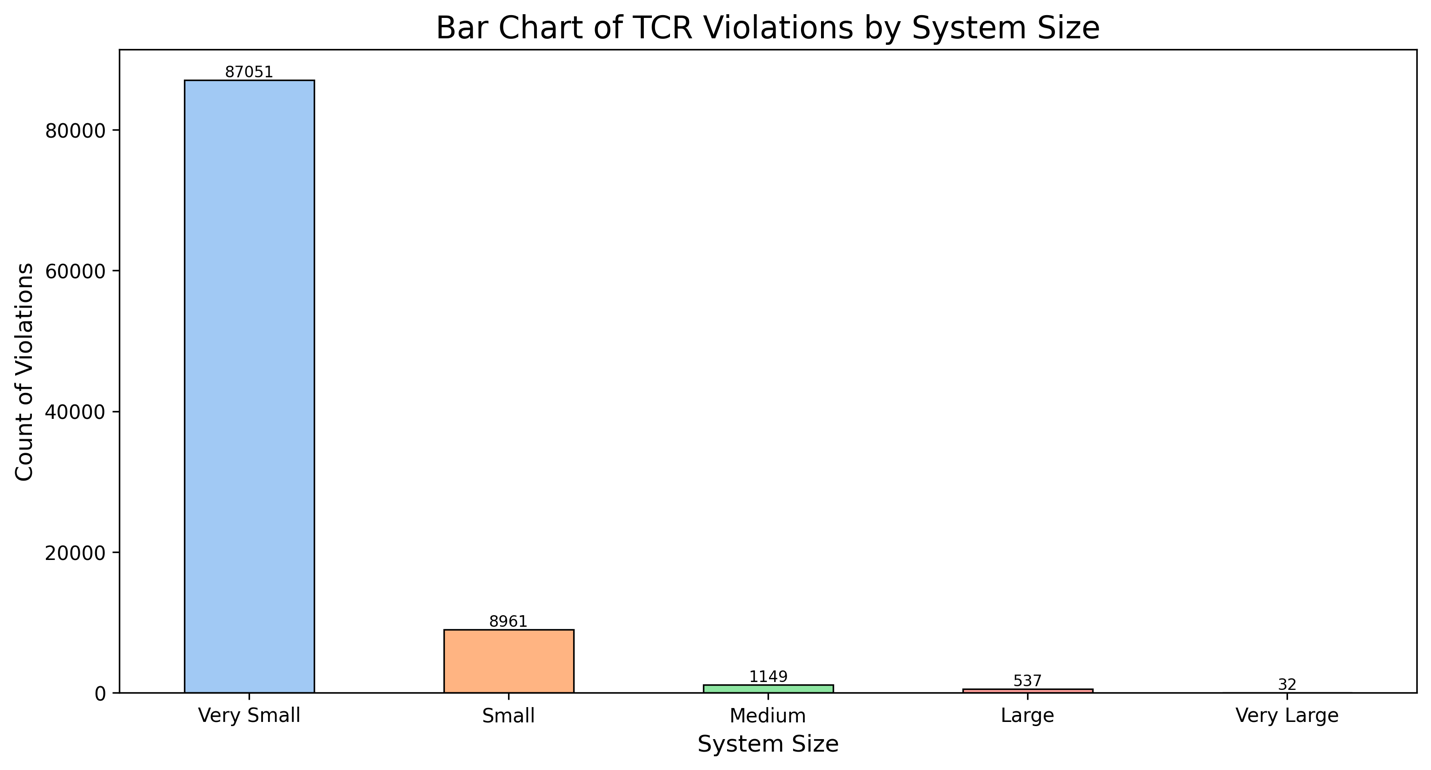 Bar Chart of TCR Violations by System Size
Count of Violations
80000
60000
40000
20000
0
87051
8961
1149
537
32
Very Small
Small
Medium
Large
Very Large
System Size